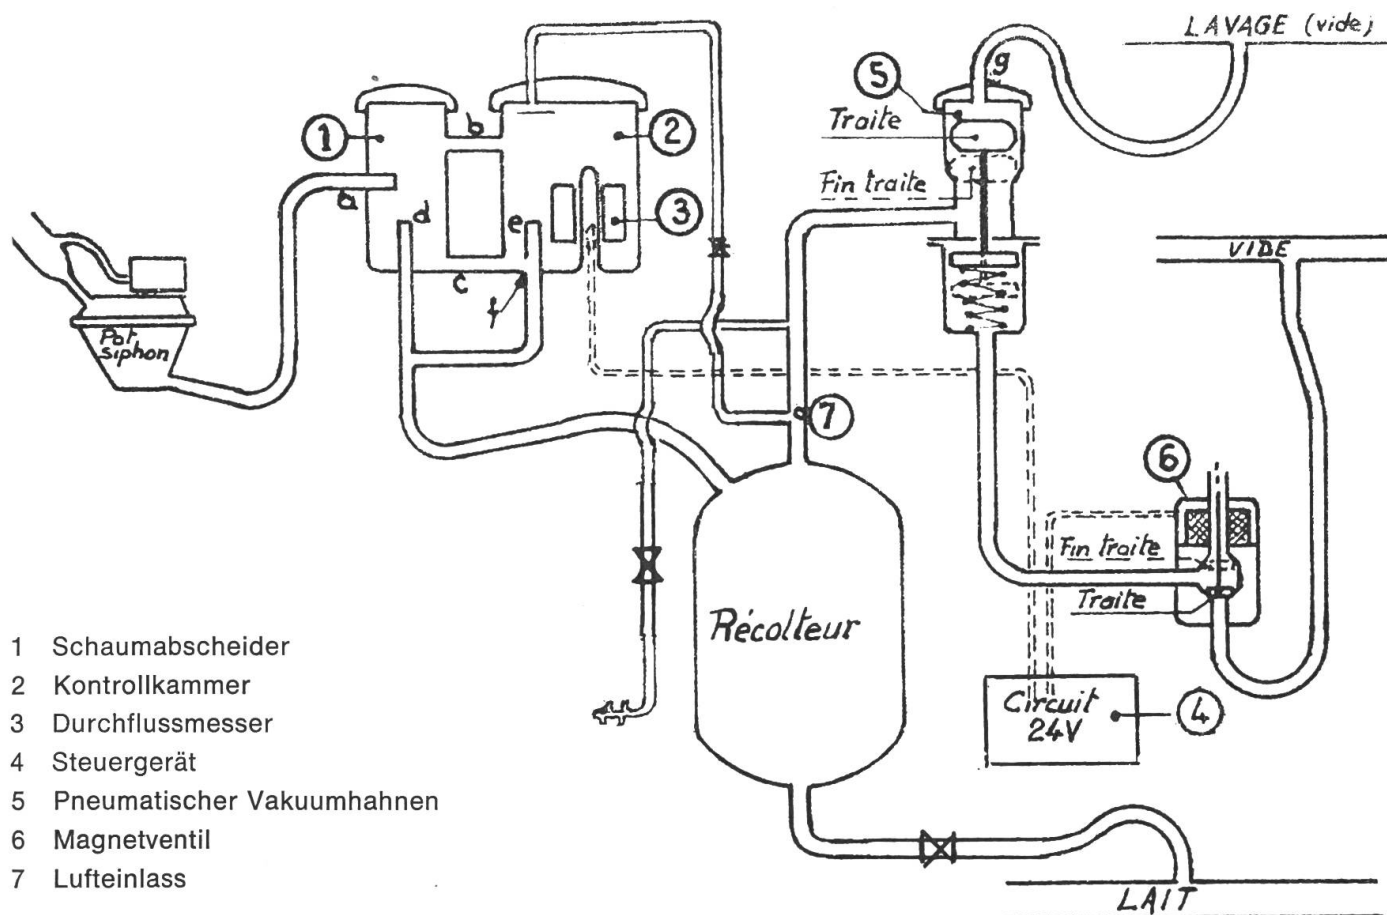 LAVAGE (vide)
g
5
Traite
Fin traite
b
1
2
a
d
e
3
c
f
VIDE
Pot
siphon
7
6
Fin traite
Traite
Récolteur
Circuit
24V
4
LAIT
1 Schaumabscheider
2 Kontrollkammer
3 Durchflussmesser
4 Steuergerät
5 Pneumatischer Vakuumhahnen
6 Magnetventil
7 Lufteinlass